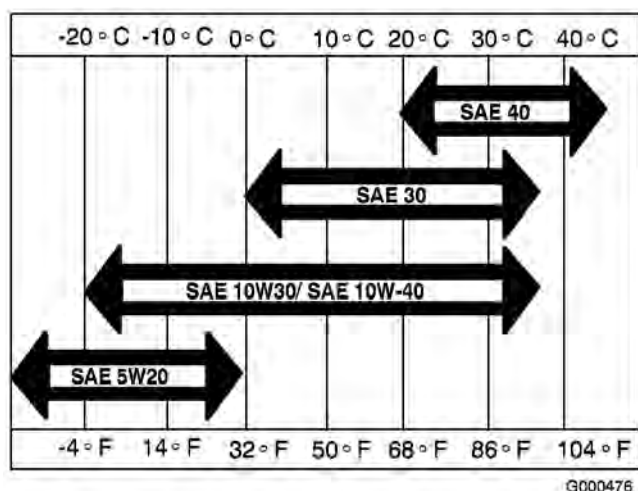 -20 ° C -10 ° C 0 ° C 10 ° C 20 ° C 30 ° C 40 ° C
SAE 40
SAE 30
SAE 10W30/ SAE 10W-40
SAE 5W20
-4 ° F 14 ° F 32 ° F 50 ° F 68 ° F 86 ° F 104 ° F
G000476